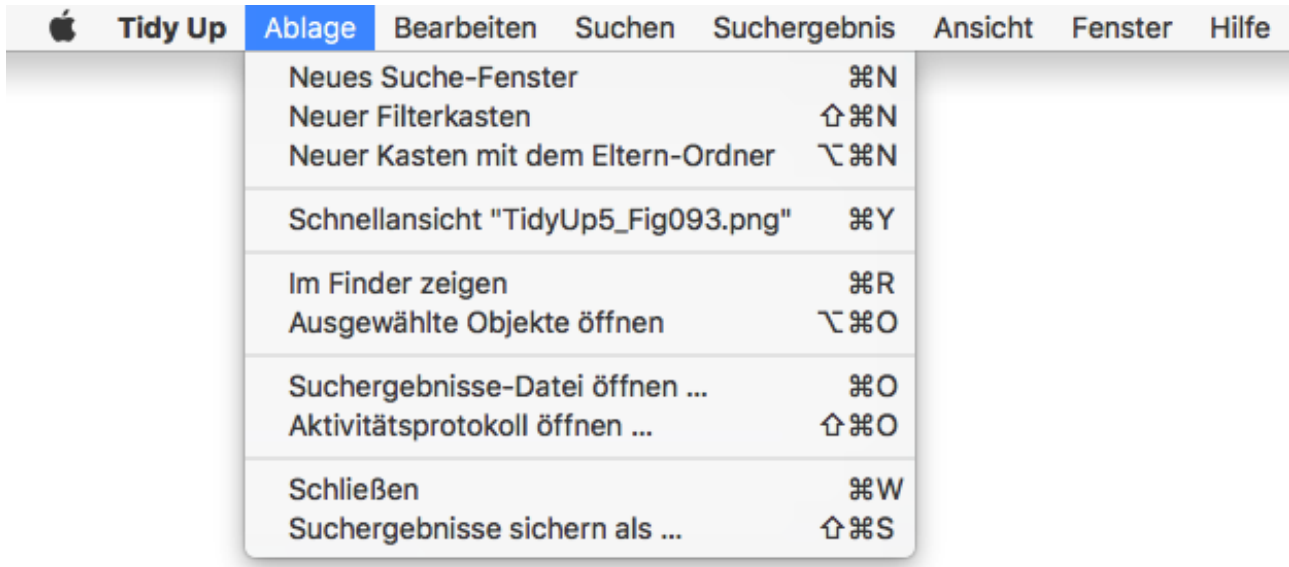 Tidy Up Ablage Bearbeiten Suchen Suchergebnis Ansicht Fenster Hilfe
Neues Suche-Fenster ⌘N
Neuer Filterkasten ⇧⌘N
Neuer Kasten mit dem Eltern-Ordner ⌥⌘N
Schnellansicht "TidyUp5_Fig093.png" ⌘Y
Im Finder zeigen ⌘R
Ausgewählte Objekte öffnen ⌥⌘O
Suchergebnisse-Datei öffnen ... ⌘O
Aktivitätsprotokoll öffnen ... ⇧⌘O
Schließen ⌘W
Suchergebnisse sichern als ... ⇧⌘S